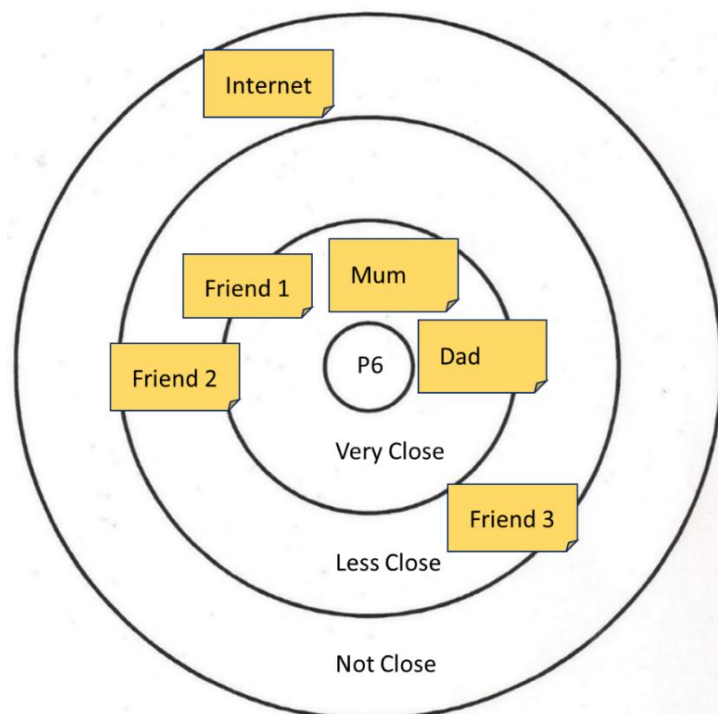 Internet
Mum
Friend 1
P6
Dad
Friend 2
Very Close
Friend 3
Less Close
Not Close